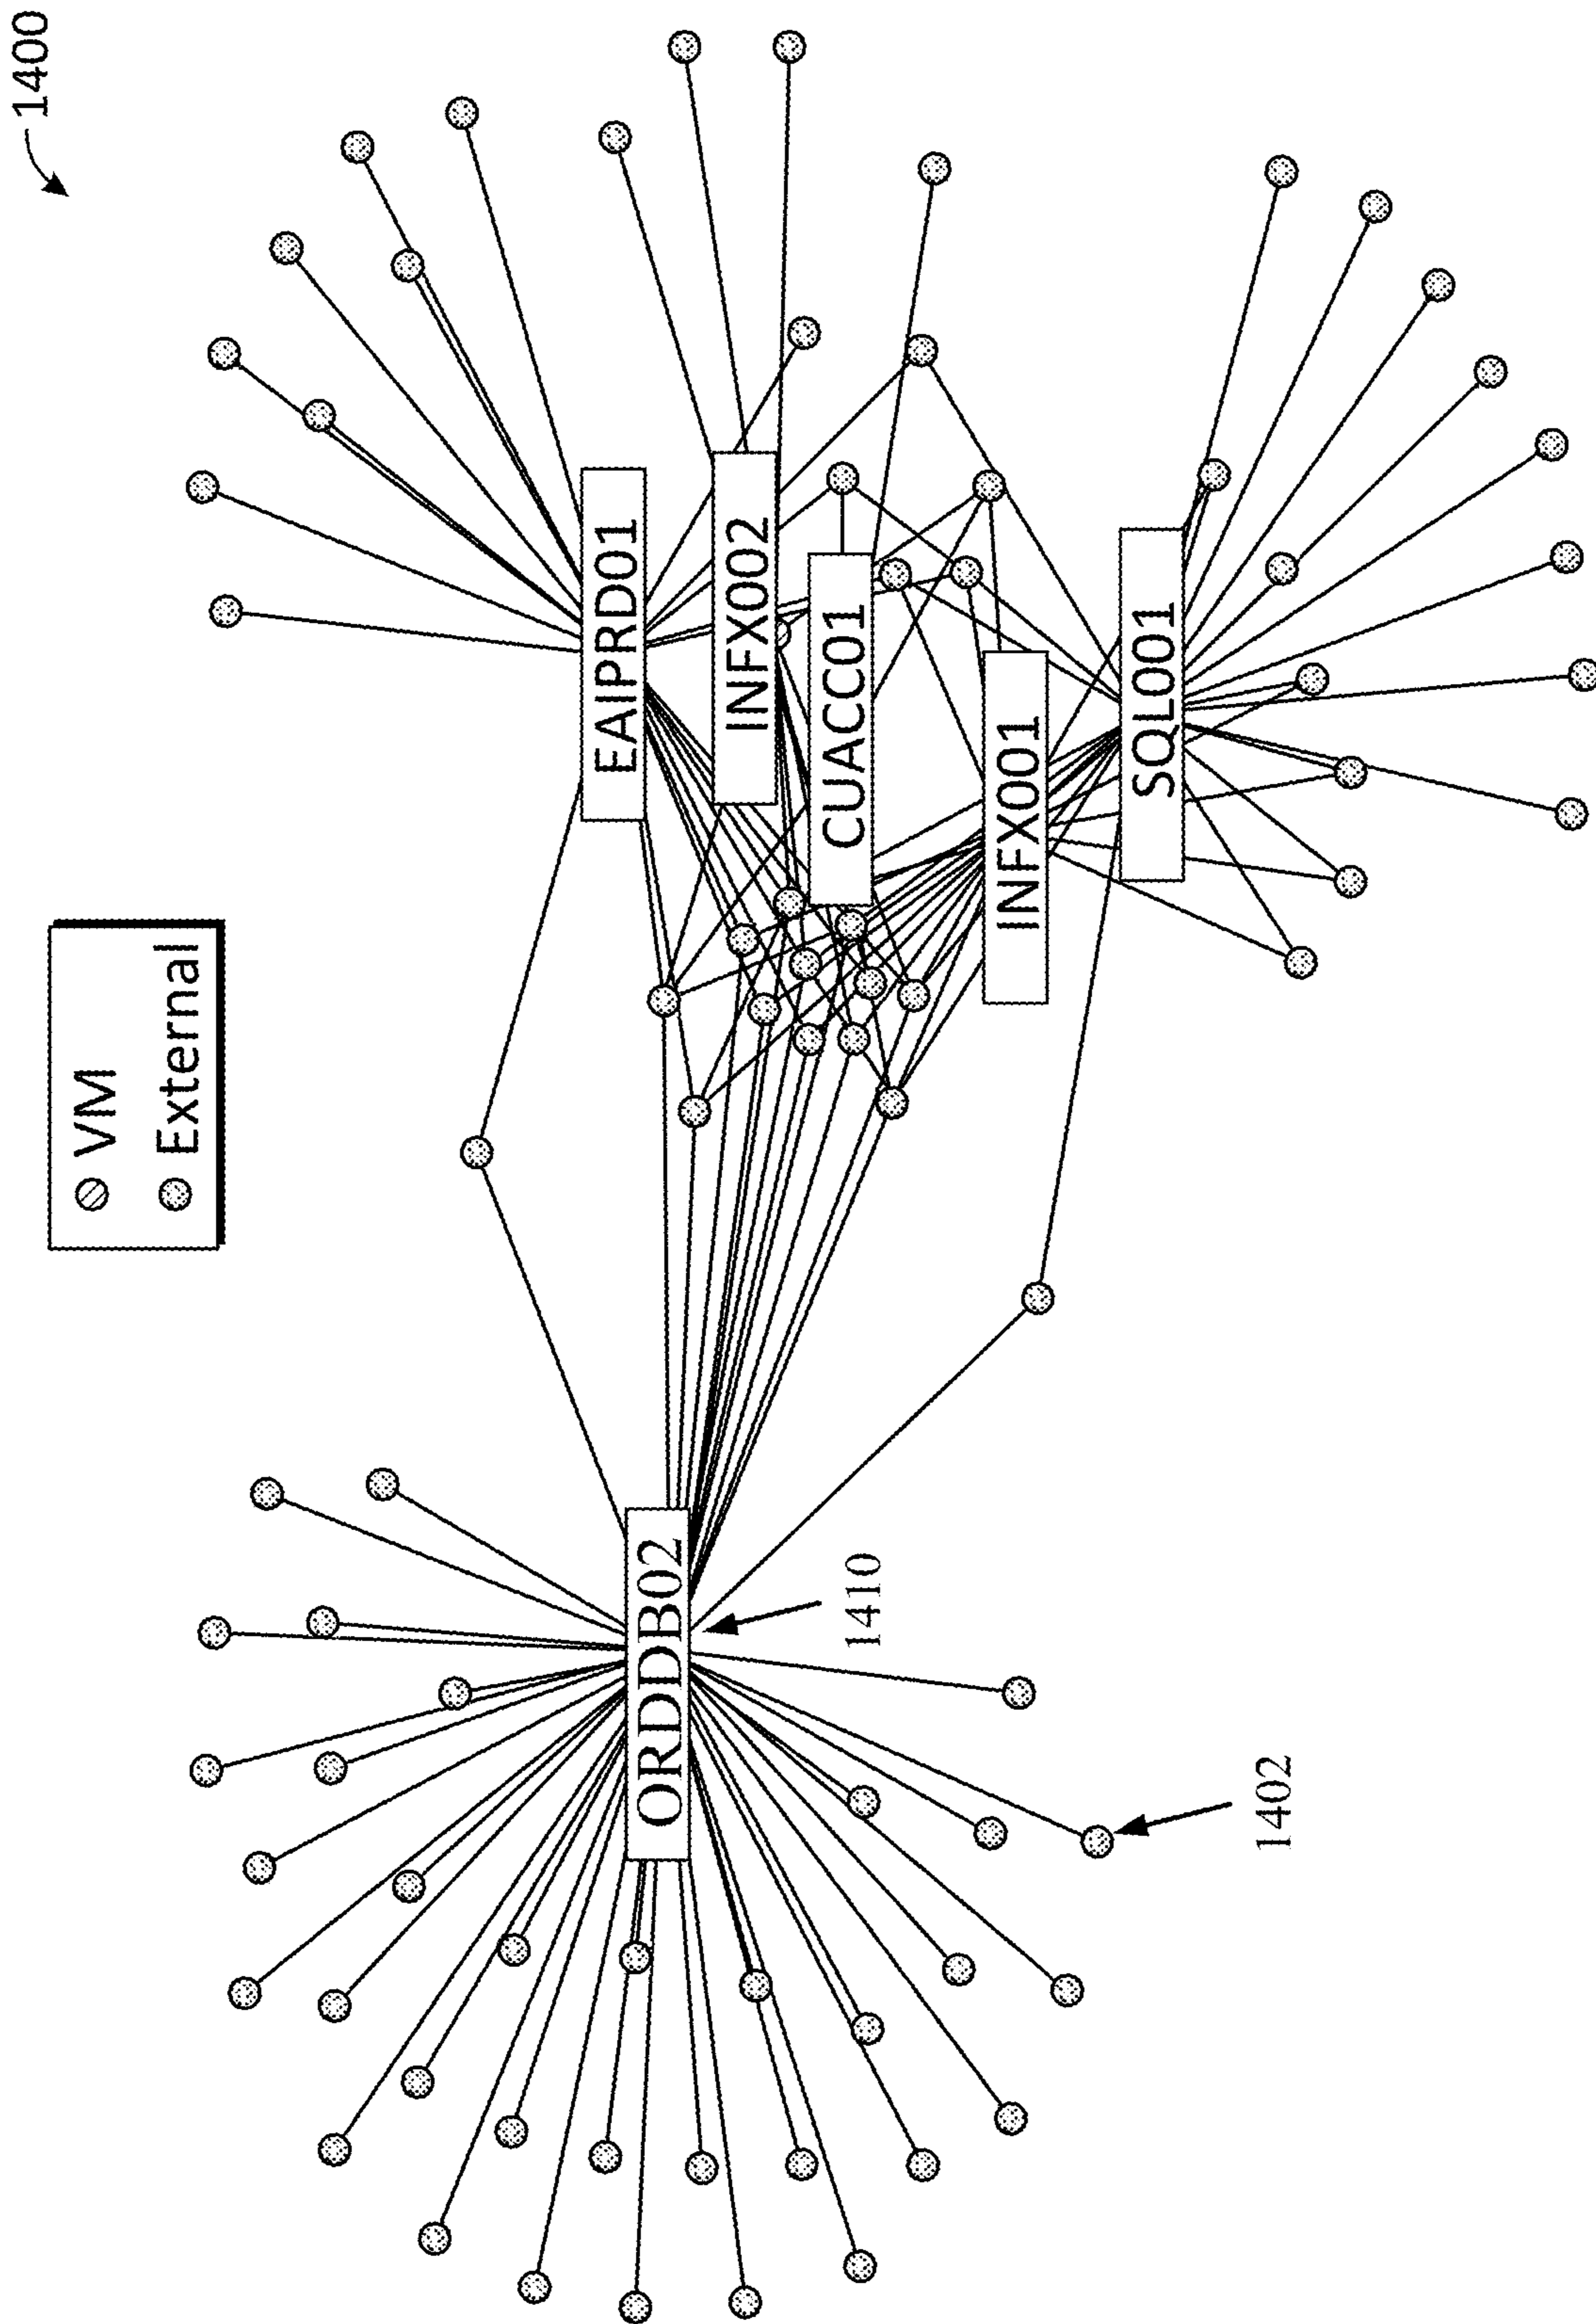 1400
VM
External
EAIPRD01
INFX002
CUACC01
INFX001
SQL001
ORDDB02
1410
1402